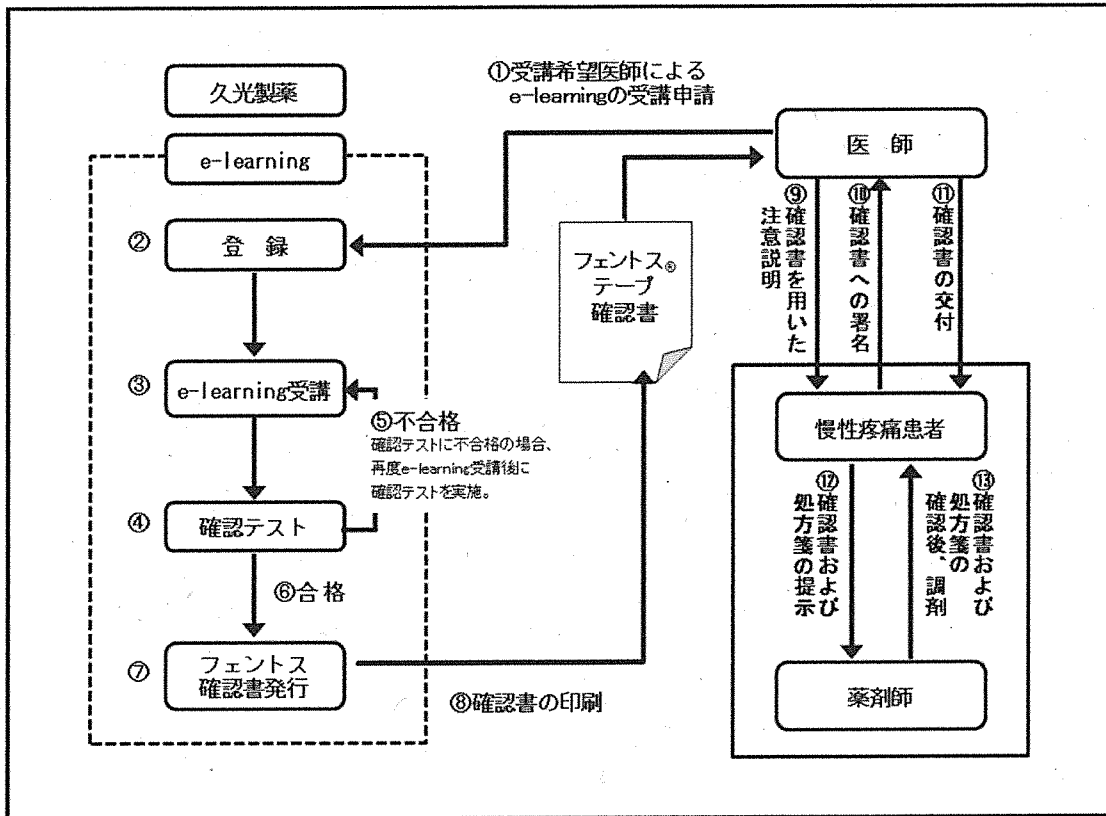 久光製薬
e-learning
①受講希望医師による
e-learningの受講申請
医 師
② 登 録
フェントス®
テープ
確認書
⑨確認書を用いた
注意説明
⑩確認書への署名
⑪確認書の交付
③ e-learning受講
⑤不合格
確認テストに不合格の場合、
再度e-learning受講後に
確認テストを実施。
④ 確認テスト
⑥合格
⑦ フェントス
確認書発行
⑧確認書の印刷
慢性疼痛患者
⑫確認書および
処方箋の提示
⑬確認書および
処方箋の
確認後、調剤
薬剤師